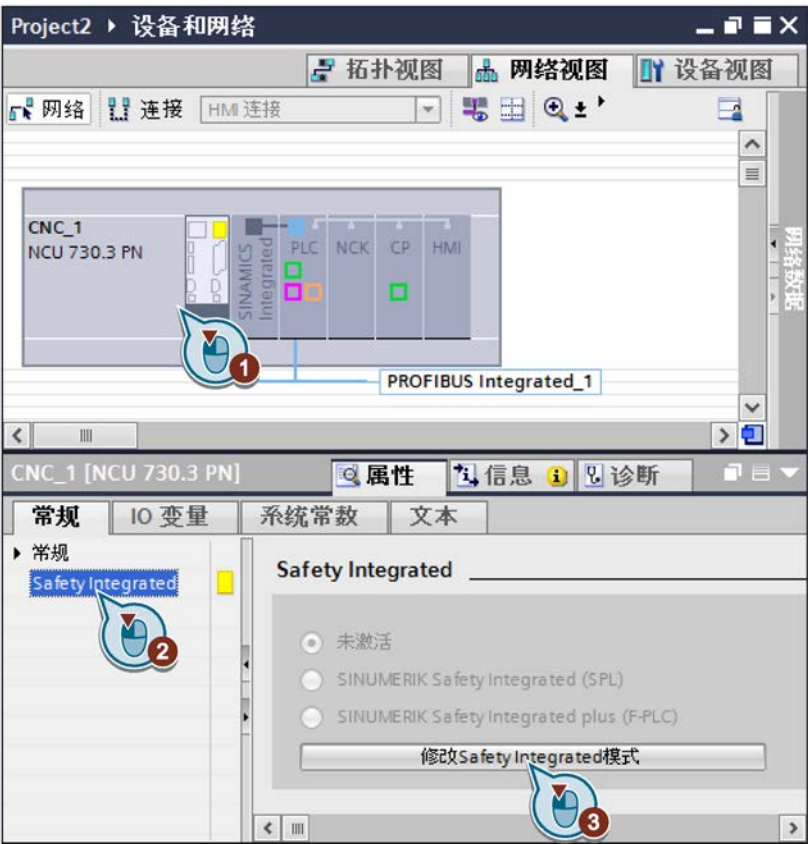 Project2 ▸ 设备和网络
拓扑视图 网络视图 设备视图
网络 连接 HMI 连接
CNC_1
NCU 730.3 PN
SINAMICS
Integrated
PLC NCK CP HMI
网络数据
1
PROFIBUS Integrated_1
CNC_1 [NCU 730.3 PN]
属性 信息 诊断
常规 IO 变量 系统常数 文本
常规
Safety Integrated
2
Safety Integrated
未激活
SINUMERIK Safety Integrated (SPL)
SINUMERIK Safety Integrated plus (F-PLC)
修改Safety Integrated模式
3